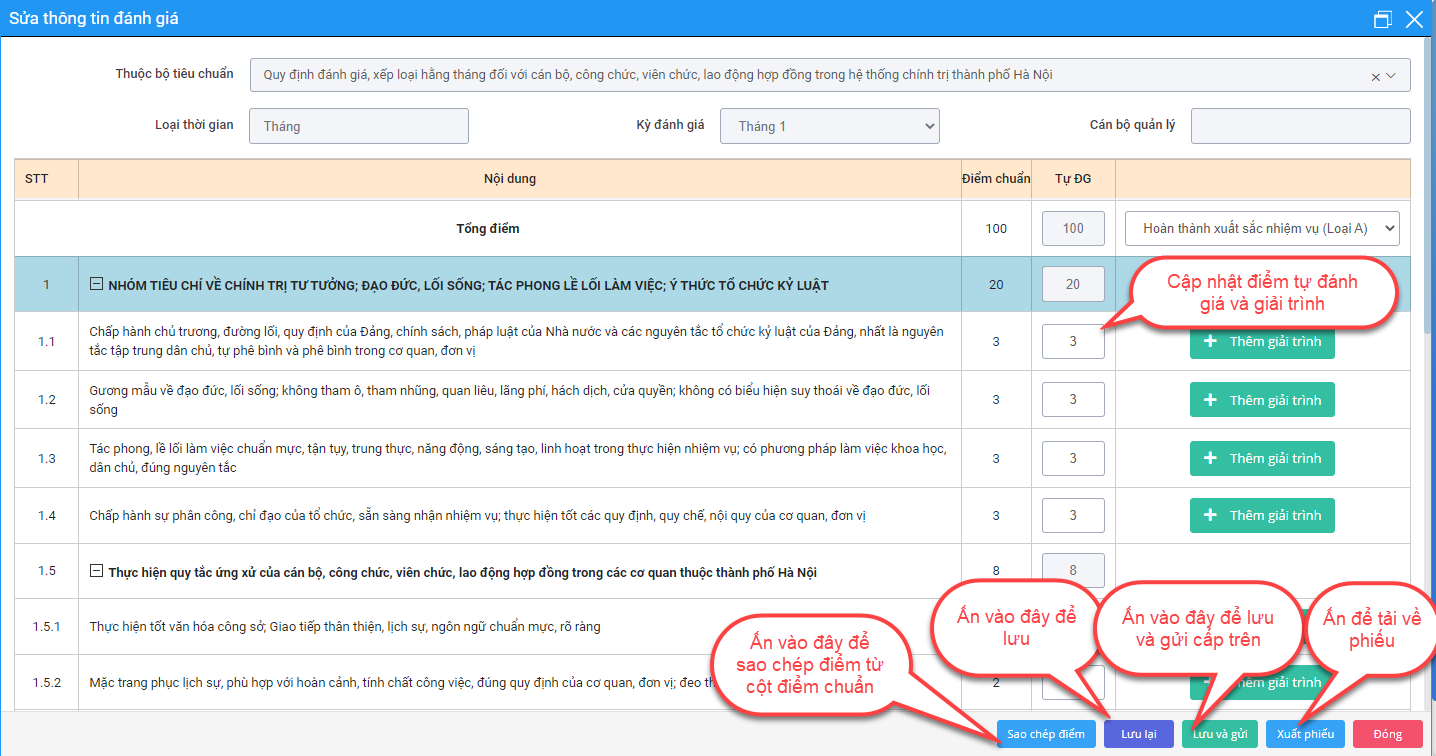 Sửa thông tin đánh giá
Thuộc bộ tiêu chuẩn
Quy định đánh giá, xếp loại hằng tháng đối với cán bộ, công chức, viên chức, lao động hợp đồng trong hệ thống chính trị thành phố Hà Nội
Loại thời gian
Tháng
Kỳ đánh giá
Tháng 1
Cán bộ quản lý
STT
Nội dung
Điểm chuẩn
Tự ĐG
Tổng điểm
100
100
Hoàn thành xuất sắc nhiệm vụ (Loại A)
1
NHÓM TIÊU CHÍ VỀ CHÍNH TRỊ TƯ TƯỞNG; ĐẠO ĐỨC, LỐI SỐNG; TÁC PHONG LỀ LỐI LÀM VIỆC; Ý THỨC TỔ CHỨC KỶ LUẬT
20
20
Cập nhật điểm tự đánh
giá và giải trình
1.1
Chấp hành chủ trương, đường lối, quy định của Đảng, chính sách, pháp luật của Nhà nước và các nguyên tắc tổ chức kỷ luật của Đảng, nhất là nguyên
tắc tập trung dân chủ, tự phê bình và phê bình trong cơ quan, đơn vị
3
3
Thêm giải trình
1.2
Gương mẫu về đạo đức, lối sống; không tham ô, tham nhũng, quan liêu, lãng phí, hách dịch, cửa quyền; không có biểu hiện suy thoái về đạo đức, lối
sống
3
3
Thêm giải trình
1.3
Tác phong, lề lối làm việc chuẩn mực, tận tụy, trung thực, năng động, sáng tạo, linh hoạt trong thực hiện nhiệm vụ; có phương pháp làm việc khoa học,
dân chủ, đúng nguyên tắc
3
3
Thêm giải trình
1.4
Chấp hành sự phân công, chỉ đạo của tổ chức, sẵn sàng nhận nhiệm vụ; thực hiện tốt các quy định, quy chế, nội quy của cơ quan, đơn vị
3
3
Thêm giải trình
1.5
Thực hiện quy tắc ứng xử của cán bộ, công chức, viên chức, lao động hợp đồng trong các cơ quan thuộc thành phố Hà Nội
8
8
1.5.1
Thực hiện tốt văn hóa công sở; Giao tiếp thân thiện, lịch sự, ngôn ngữ chuẩn mực, rõ ràng
1.5.2
Mặc trang phục lịch sự, phù hợp với hoàn cảnh, tính chất công việc, đúng quy định của cơ quan, đơn vị; đeo
2
giải trình
Ấn vào đây để
sao chép điểm từ
cột điểm chuẩn
Ấn vào đây để
lưu
Ấn vào đây để lưu
và gửi cấp trên
Ấn để tải về
phiếu
Sao chép điểm
Lưu lại
Lưu và gửi
Xuất phiếu
Đóng